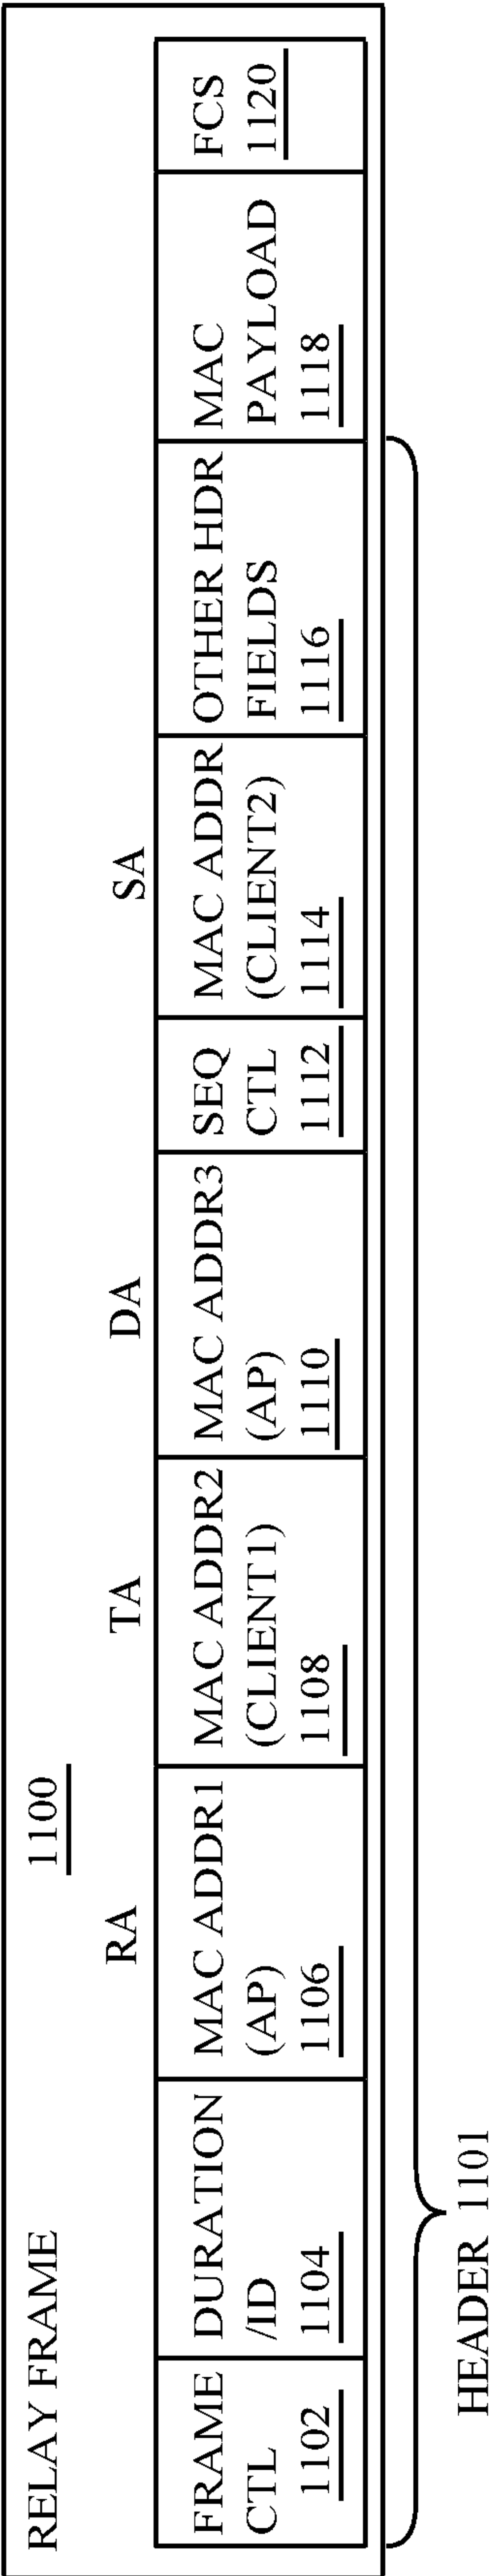 RELAY FRAME
1100
RA
TA
DA
SA
FRAME
CTL
1102
DURATION
/ID
1104
MAC ADDR1
(AP)
1106
MAC ADDR2
(CLIENT1)
1108
MAC ADDR3
(AP)
1110
SEQ
CTL
1112
MAC ADDR
(CLIENT2)
1114
OTHER HDR
FIELDS
1116
MAC
PAYLOAD
1118
FCS
1120
HEADER 1101